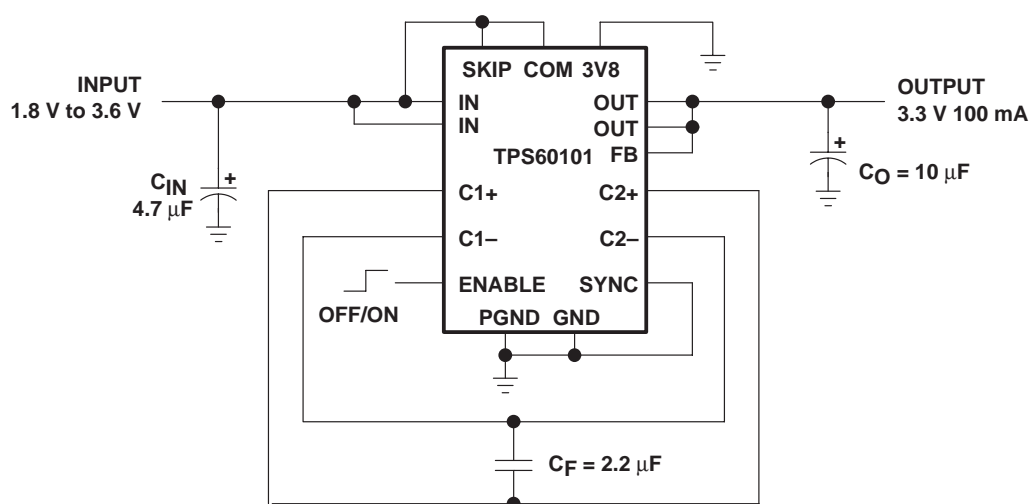 SKIP COM 3V8
INPUT
1.8 V to 3.6 V
IN
IN
OUT
OUT
FB
OUTPUT
3.3 V 100 mA
TPS60101
CIN
4.7 μF
+
+
CO = 10 μF
C1+
C2+
C1–
C2–
ENABLE
SYNC
OFF/ON
PGND GND
CF = 2.2 μF